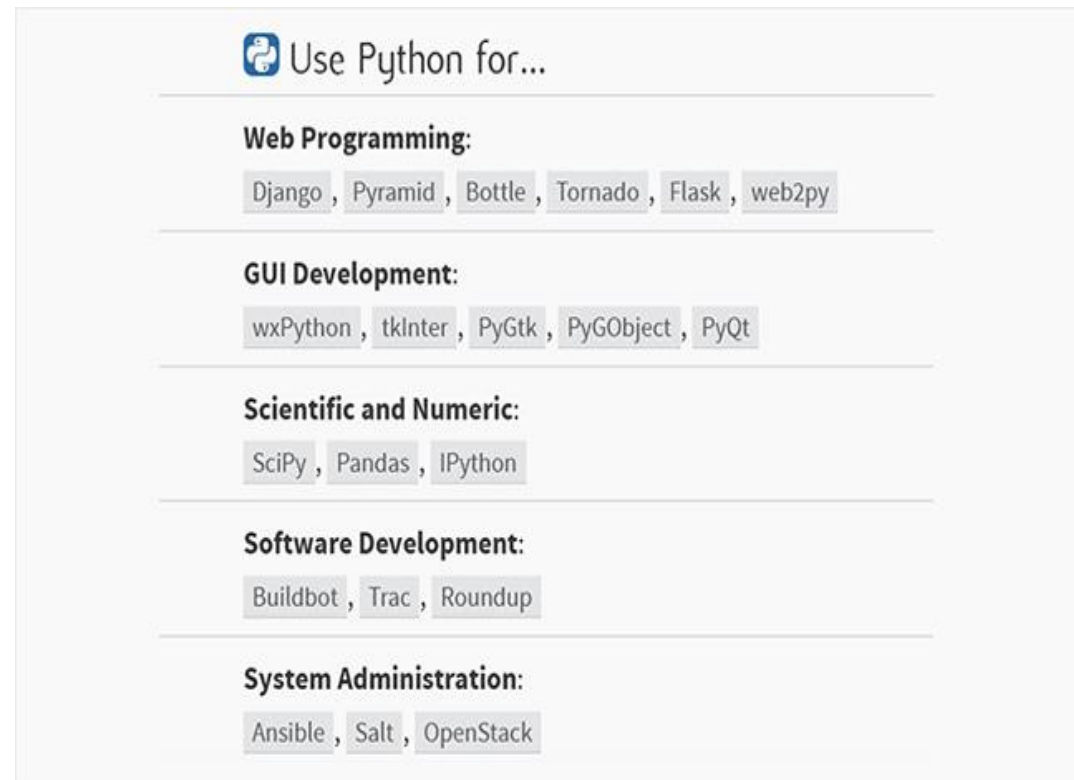 Use Python for...
Web Programming:
Django , Pyramid , Bottle , Tornado , Flask , web2py
GUI Development:
wxPython , tkInter , PyGtk , PyGObject , PyQt
Scientific and Numeric:
SciPy , Pandas , IPython
Software Development:
Buildbot , Trac , Roundup
System Administration:
Ansible , Salt , OpenStack